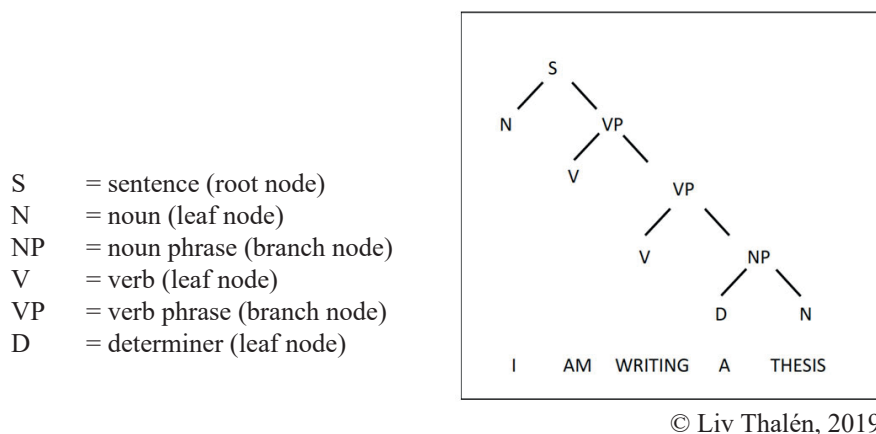 S
N VP
V
VP
V NP
D N
I AM WRITING A THESIS
S = sentence (root node)
N = noun (leaf node)
NP = noun phrase (branch node)
V = verb (leaf node)
VP = verb phrase (branch node)
D = determiner (leaf node)
© Liv Thalén, 2019